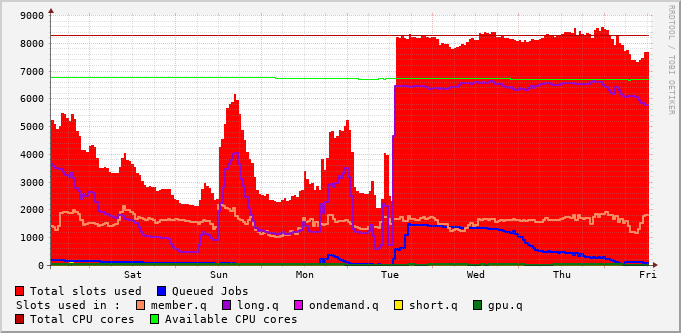 RRDTOOL / TOBI OETIKER
9000
8000
7000
6000
5000
4000
3000
2000
1000
0
Sat Sun Mon Tue Wed Thu Fri
Total slots used Queued Jobs
Slots used in : member.q long.q ondemand.q short.q gpu.q
Total CPU cores Available CPU cores